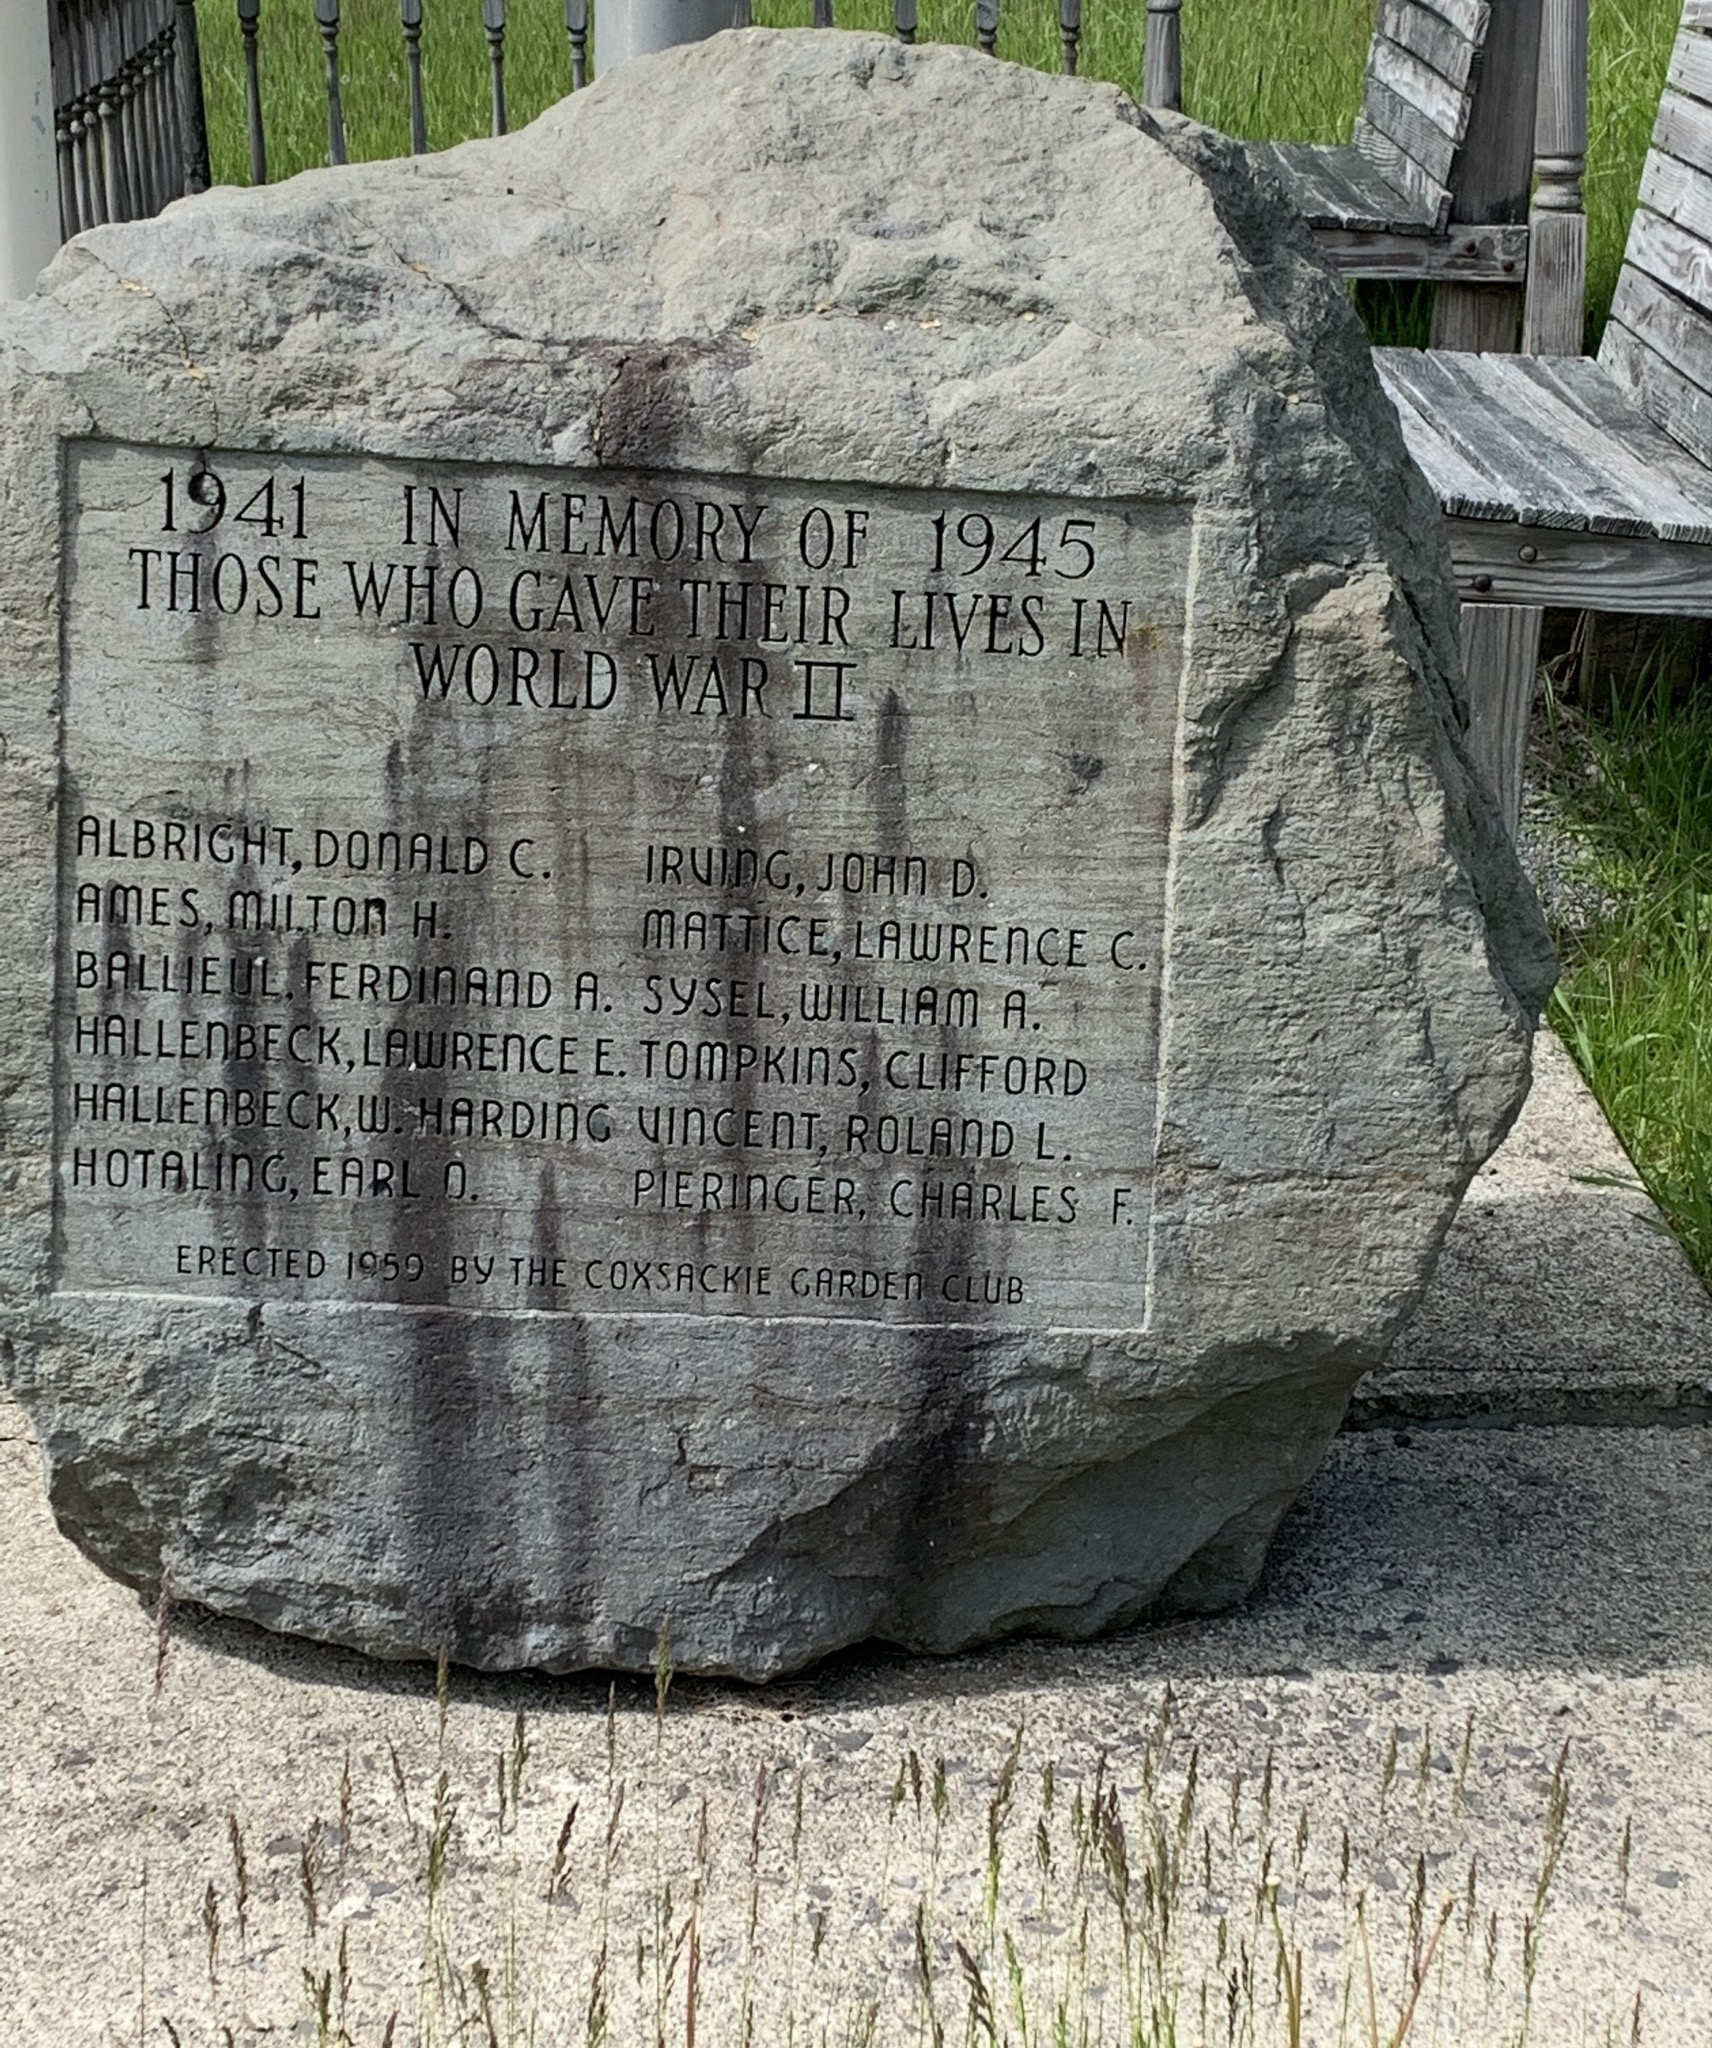 1941 IN MEMORY OF 1945
THOSE WHO GAVE THEIR LIVES IN
WORLD WAR II
ALBRIGHT, DONALD C.
AMES, MILTON H.
BALLIEUL, FERDINAND A.
HALLENBECK, LAWRENCE E.
HALLENBECK, W. HARDING
HOTALING, EARL O.
IRVING, JOHN D.
MATTICE, LAWRENCE C.
SYSEL, WILLIAM A.
TOMPKINS, CLIFFORD
VINCENT, ROLAND L.
PIERINGER, CHARLES F.
ERECTED 1959 BY THE COXSACKIE GARDEN CLUB